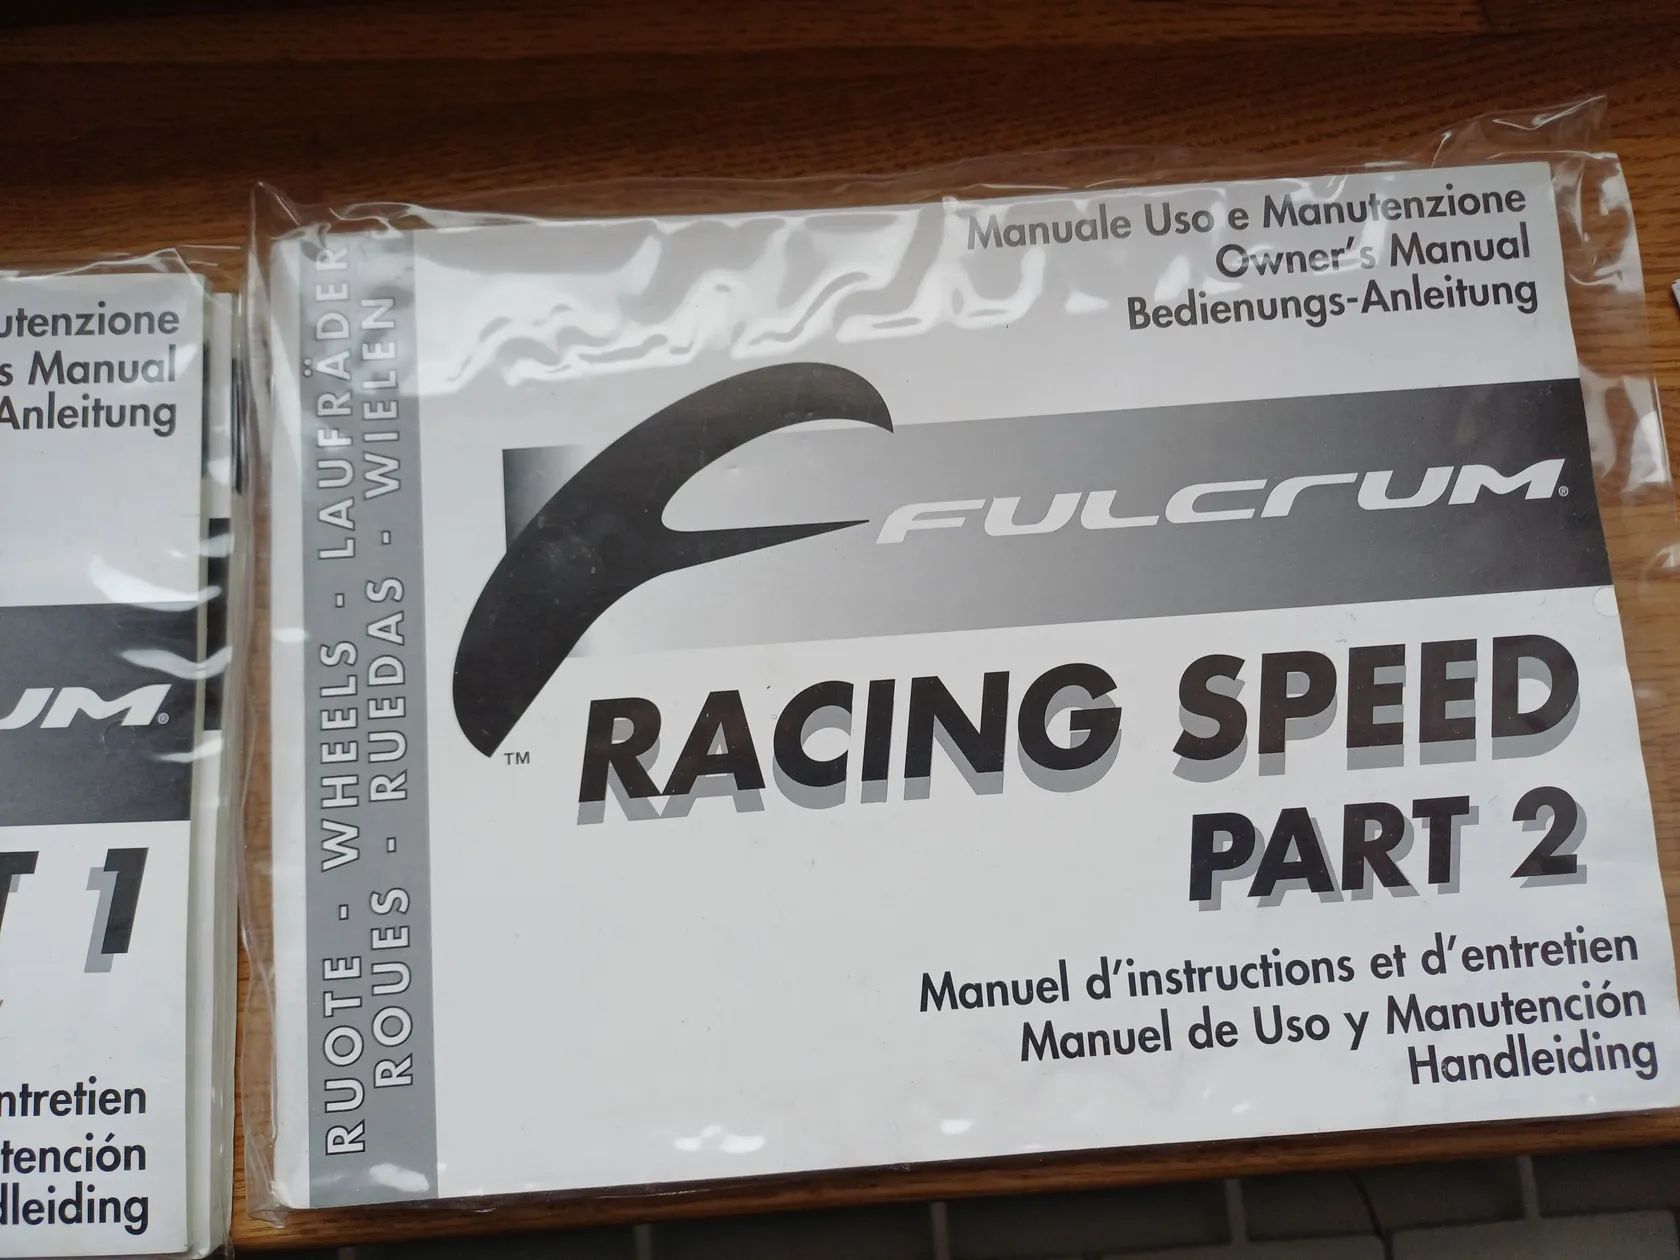 utenzione
s Manual
Anleitung
UM®
T 1
ntretien
tención
dleiding
RUOTE - WHEELS - LAUFRÄDER
ROUES - RUEDAS - WIELEN
Manuale Uso e Manutenzione
Owner's Manual
Bedienungs-Anleitung
FULCRUM®
TM
RACING SPEED
PART 2
Manuel d'instructions et d'entretien
Manuel de Uso y Manutención
Handleiding